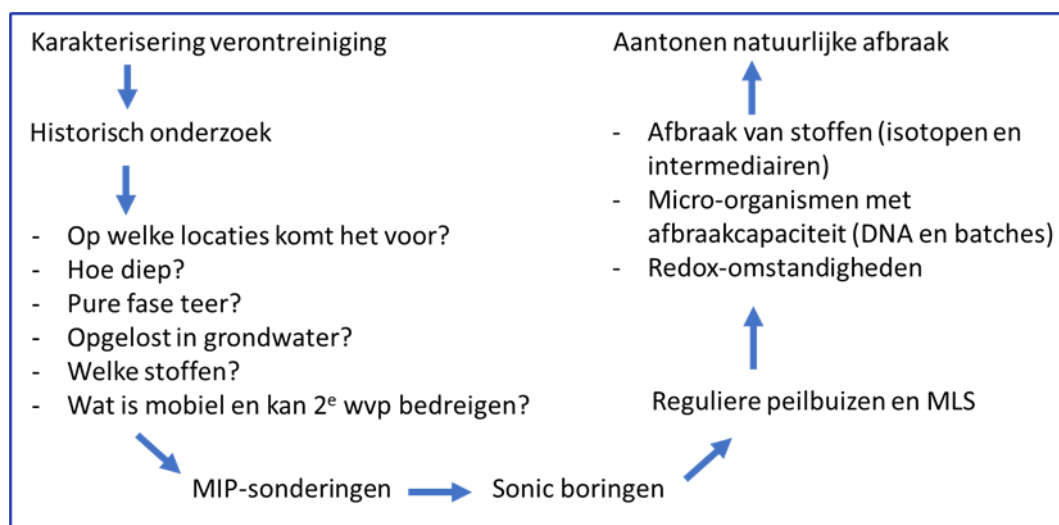 Karakterisering verontreiniging
Historisch onderzoek
- Op welke locaties komt het voor?
- Hoe diep?
- Pure fase teer?
- Opgelost in grondwater?
- Welke stoffen?
- Wat is mobiel en kan 2e wvp bedreigen?
MIP-sonderingen
Sonic boringen
Reguliere peilbuizen en MLS
- Afbraak van stoffen (isotopen en
intermediairen)
- Micro-organismen met
afbraakcapaciteit (DNA en batches)
- Redox-omstandigheden
Aantonen natuurlijke afbraak